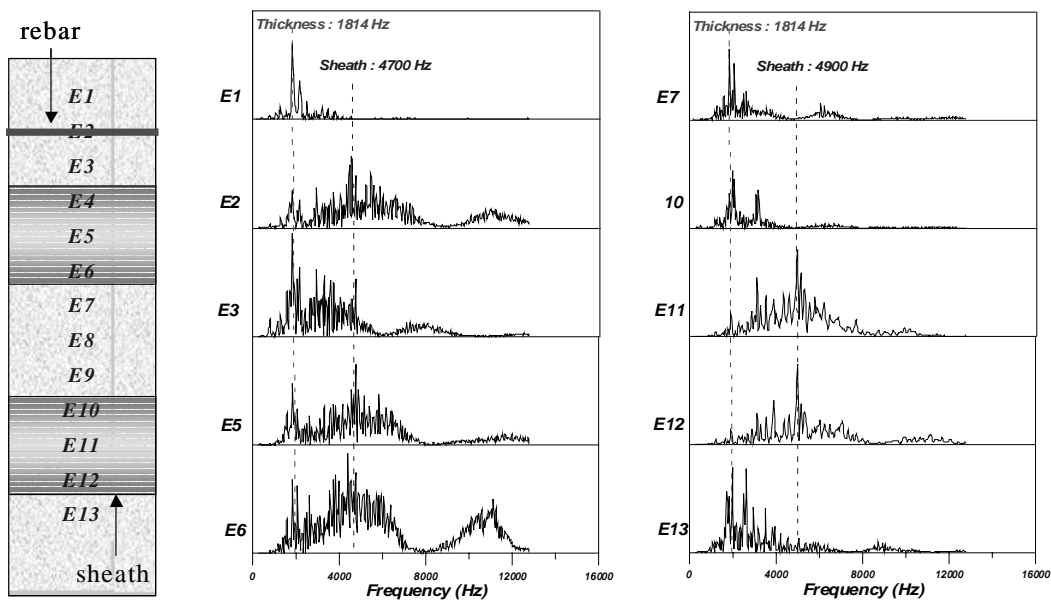 rebar
E1
E2
E3
E4
E5
E6
E7
E8
E9
E10
E11
E12
E13
sheath
Thickness : 1814 Hz
Sheath : 4700 Hz
E1
E2
E3
E5
E6
0 4000 8000 12000 16000
Frequency (Hz)
Thickness : 1814 Hz
Sheath : 4900 Hz
E7
10
E11
E12
E13
0 4000 8000 12000 16000
Frequency (Hz)